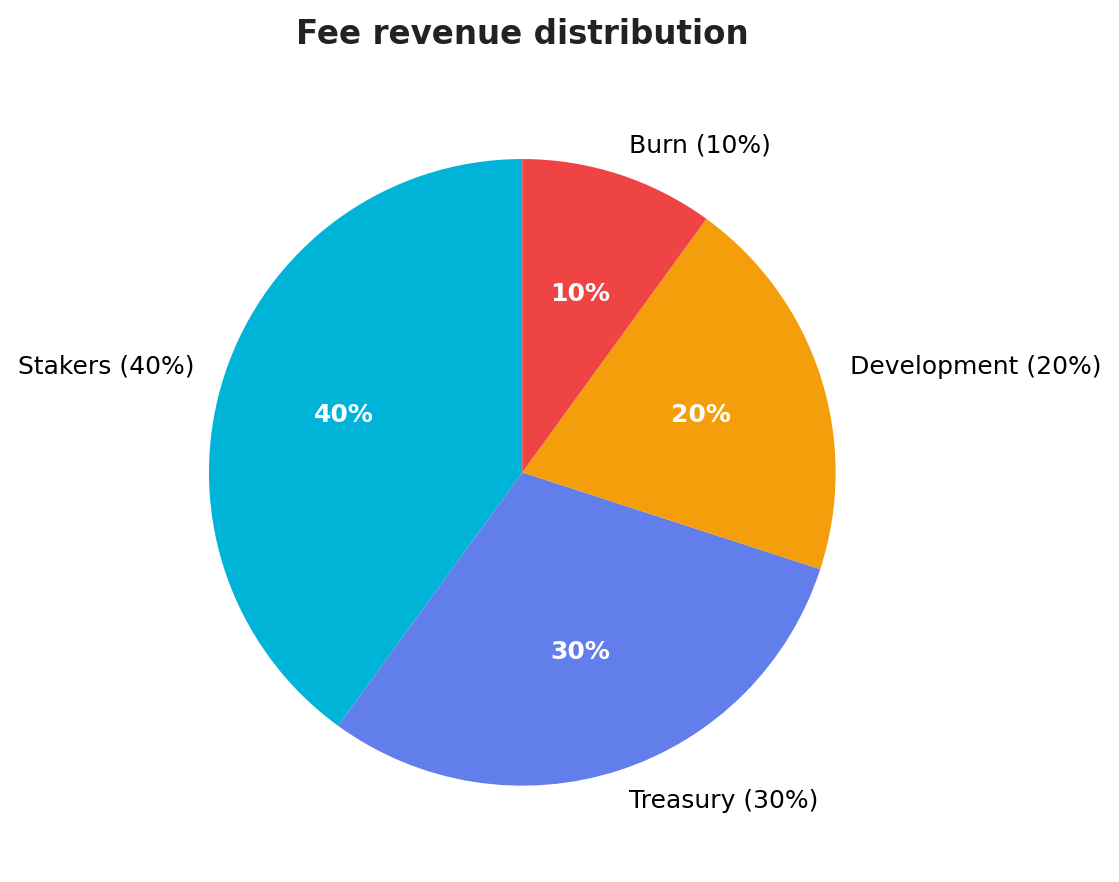 Fee revenue distribution
Burn (10%)
10%
Stakers (40%)
Development (20%)
40%
20%
30%
Treasury (30%)